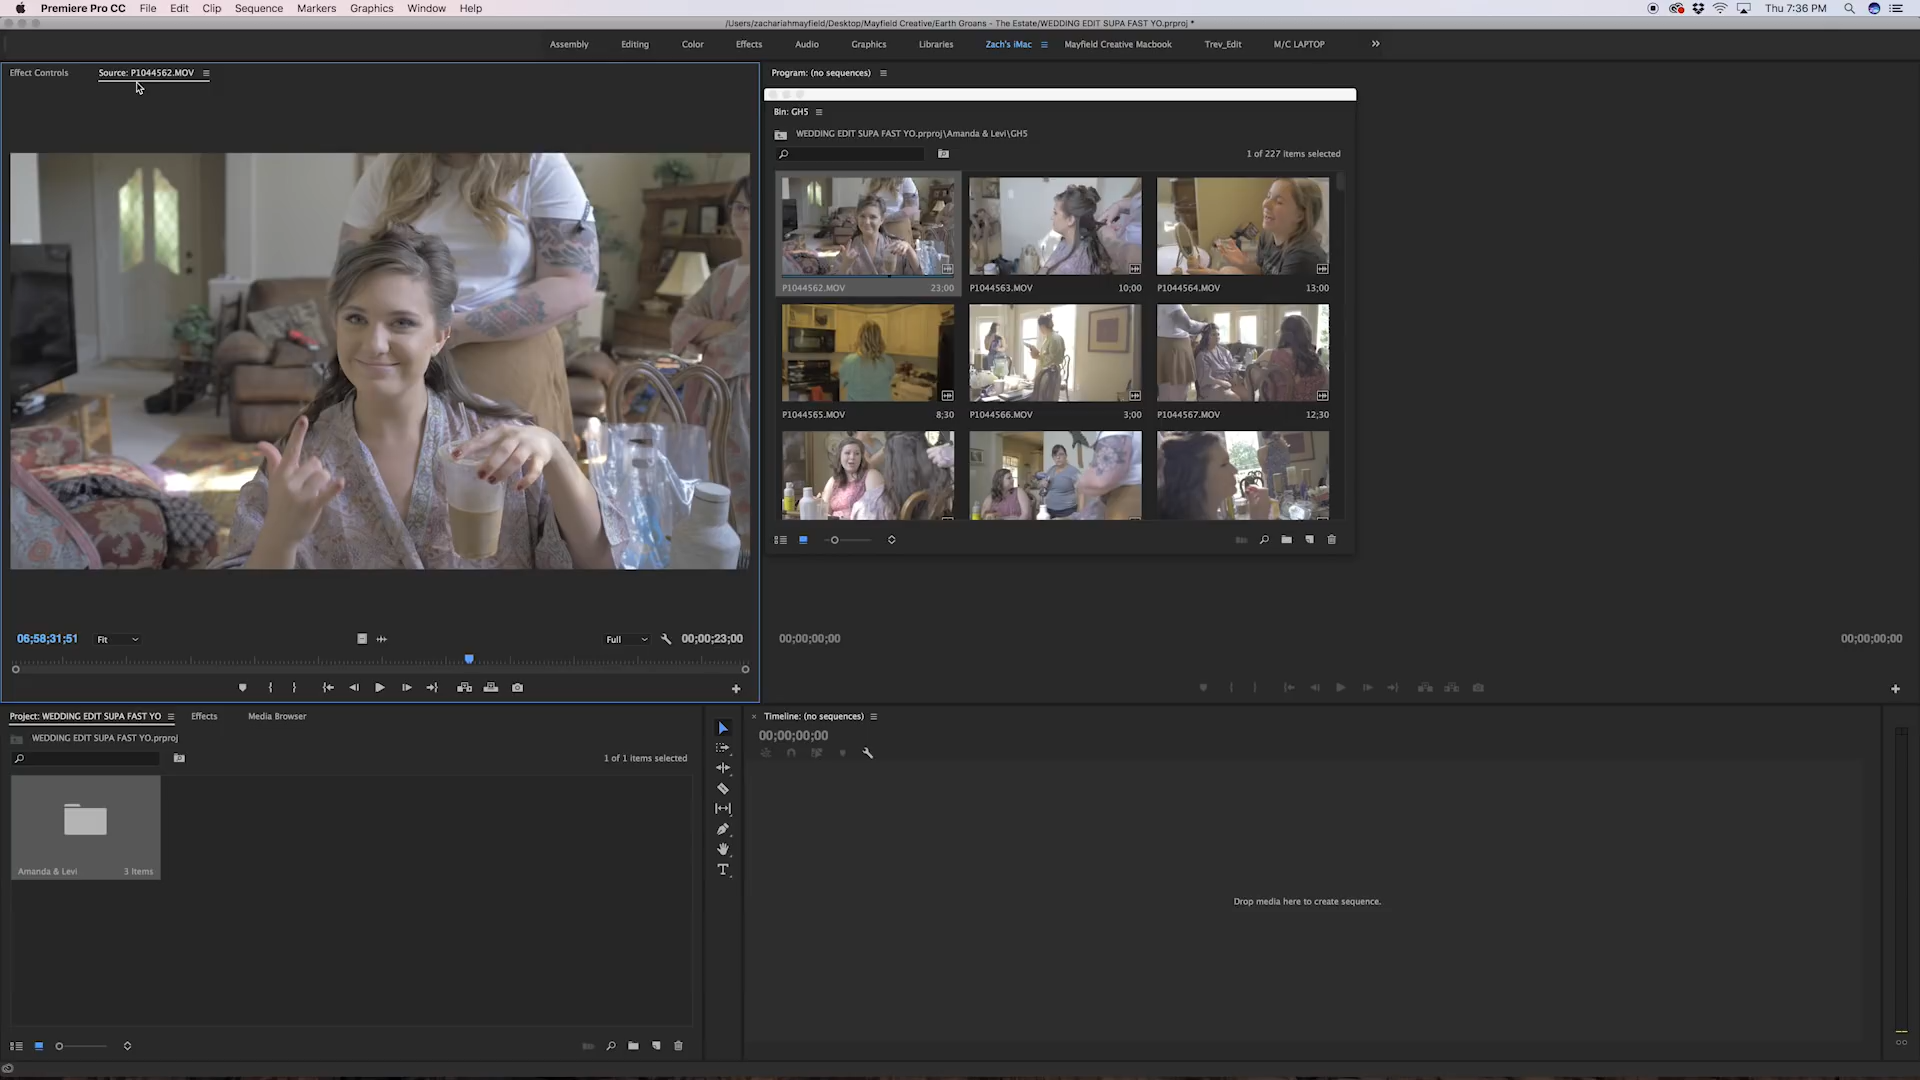 Premiere Pro CC File Edit Clip Sequence Markers Graphics Window Help Thu 7:36 PM
/Users/zachariahmayfield/Desktop/Mayfield Creative/Earth Groans - The Estate/WEDDING EDIT SUPA FAST YO.prproj *
Assembly Editing Color Effects Audio Graphics Libraries Zach's iMac Mayfield Creative Macbook Trev_Edit M/C LAPTOP
Effect Controls Source: P1044562.MOV
Program: (no sequences)
Bin: GH5
WEDDING EDIT SUPA FAST YO.prproj\Amanda & Levi\GH5
1 of 227 items selected
P1044562.MOV 23;00 P1044563.MOV 10;00 P1044564.MOV 13;00
P1044565.MOV 8;30 P1044566.MOV 3;00 P1044567.MOV 12;30
06;58;31;51 Fit Full 00;00;23;00
00;00;00;00 00;00;00;00
Project: WEDDING EDIT SUPA FAST YO Effects Media Browser
WEDDING EDIT SUPA FAST YO.prproj
1 of 1 items selected
Amanda & Levi 3 Items
Timeline: (no sequences)
00;00;00;00
Drop media here to create sequence.